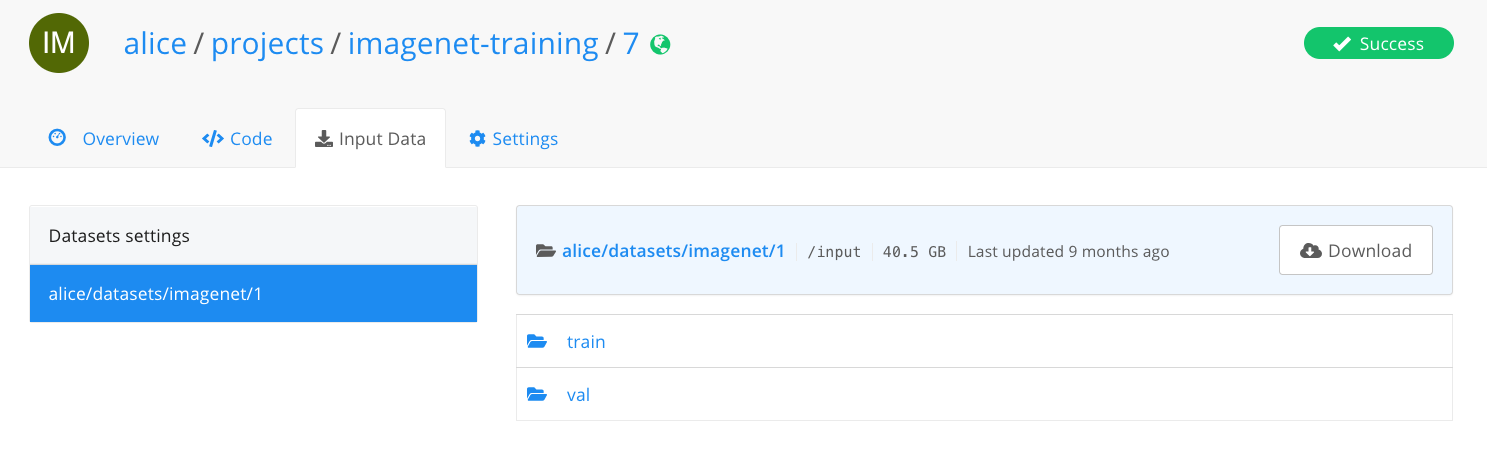 IM alice / projects / imagenet-training / 7 Success
Overview Code Input Data Settings
Datasets settings
alice/datasets/imagenet/1
alice/datasets/imagenet/1 /input 40.5 GB Last updated 9 months ago Download
train
val